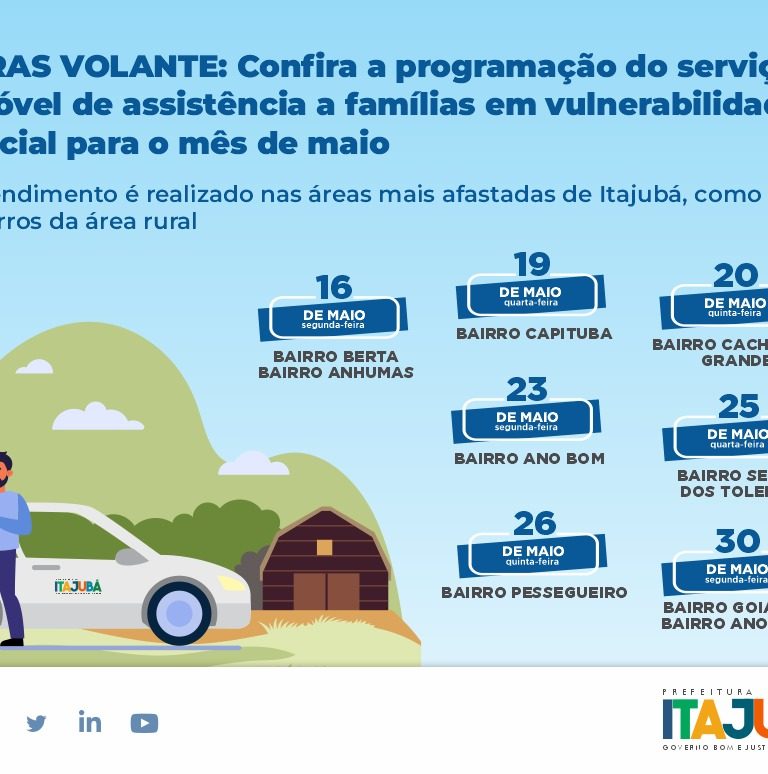 RAS VOLANTE: Confira a programação do serviç
óvel de assistência a famílias em vulnerabilidad
cial para o mês de maio
endimento é realizado nas áreas mais afastadas de Itajubá, como
rros da área rural
16
DE MAIO
segunda-feira
BAIRRO BERTA
BAIRRO ANHUMAS
19
DE MAIO
quarta-feira
BAIRRO CAPITUBA
20
DE MAIO
quinta-feira
BAIRRO CACH
GRANDE
23
DE MAIO
segunda-feira
BAIRRO ANO BOM
25
DE MAIO
quarta-feira
BAIRRO SE
DOS TOLE
26
DE MAIO
quinta-feira
BAIRRO PESSEGUEIRO
30
DE MAIO
segunda-feira
BAIRRO GOIA
BAIRRO ANO
ITAJUBÁ
in
PREFEITURA
ITAJU
GOVERNO BOM E JUST